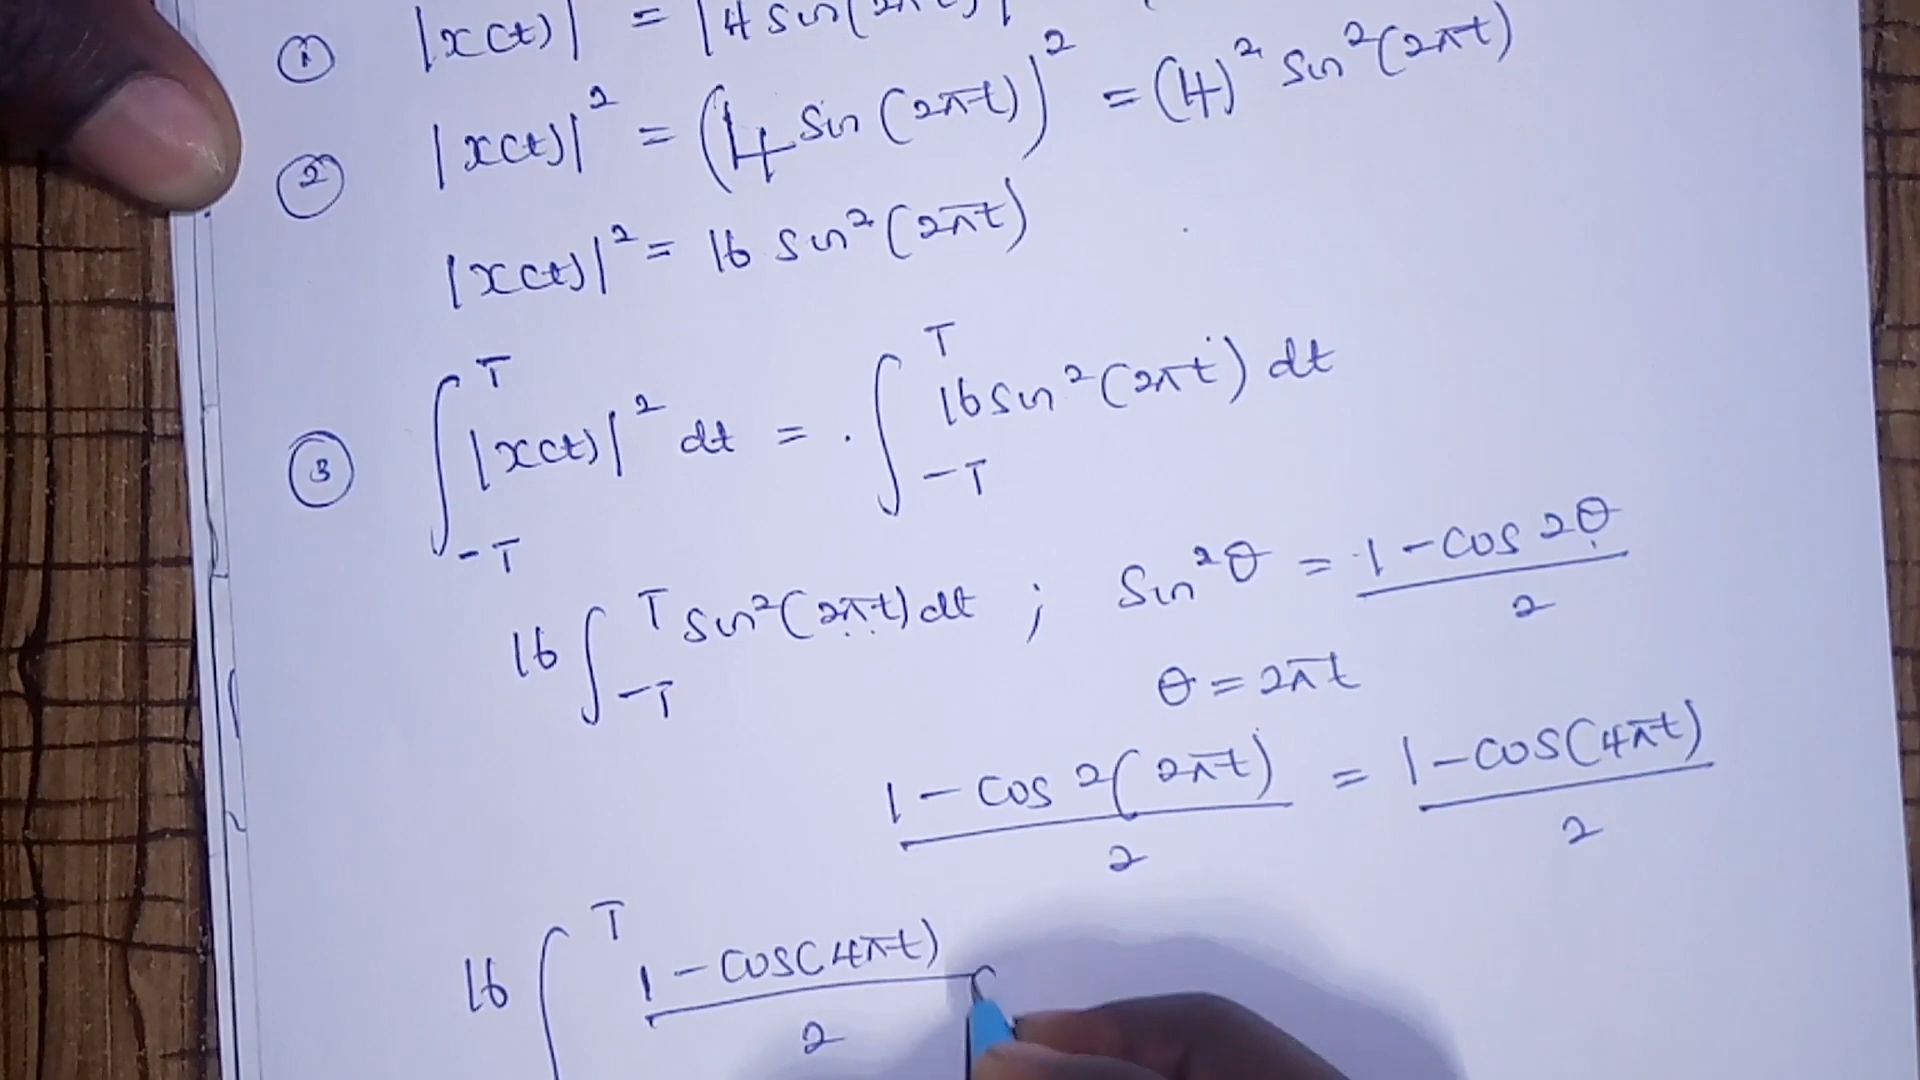 ① |x(t)| = |4 sin(2πt)|
② |x(t)|² = (4 sin(2πt))² = (4)² sin²(2πt)
|x(t)|² = 16 sin²(2πt)
③ ∫_{-T}^{T} |x(t)|² dt = ∫_{-T}^{T} 16 sin²(2πt) dt
16 ∫_{-T}^{T} sin²(2πt) dt ; Sin²θ = (1 - cos 2θ)/2
θ = 2πt
(1 - cos 2(2πt))/2 = (1 - cos(4πt))/2
16 ∫^{T} (1 - cos(4πt))/2